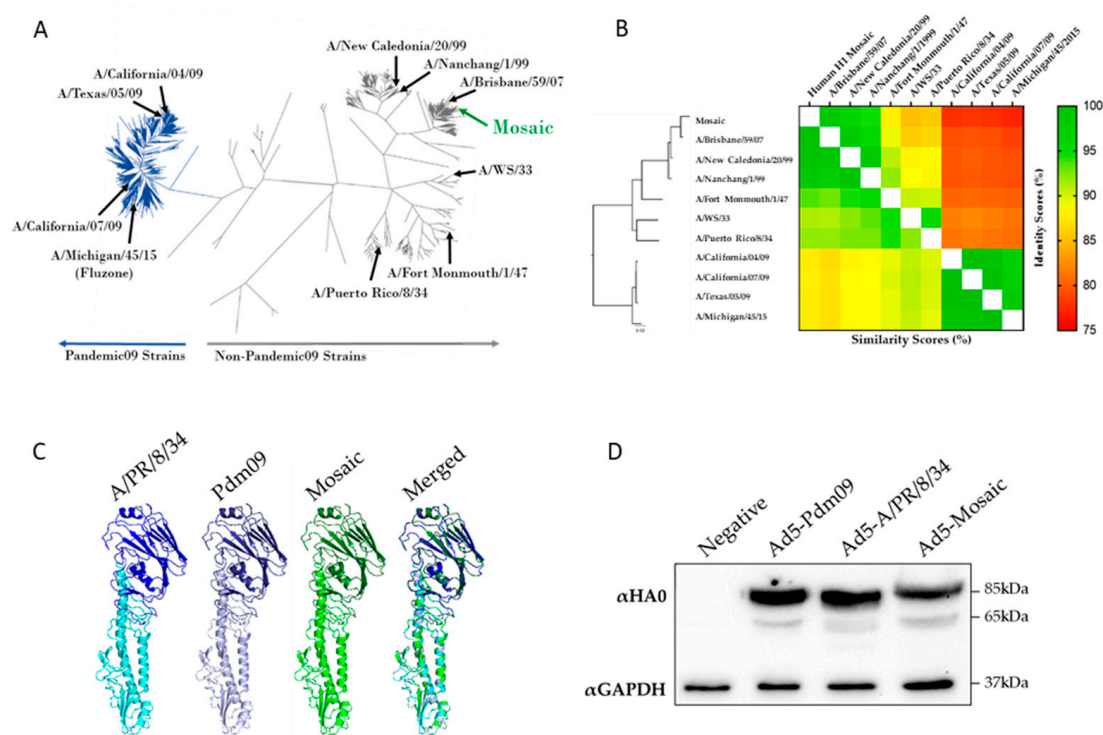 A
A/New Caledonia/20/99
A/Nanchang/1/99
A/Brisbane/59/07
Mosaic
A/California/04/09
A/Texas/05/09
A/WS/33
A/California/07/09
A/Michigan/45/15
(Fluzone)
A/Fort Monmouth/1/47
A/Puerto Rico/8/34
Pandemic09 Strains
Non-Pandemic09 Strains
B
Human H1 Mosaic
A/Brisbane/59/07
A/New Caledonia/20/99
A/Nanchang/1/1999
A/Fort Monmouth/1/47
A/WS/33
A/Puerto Rico/8/34
A/California/04/09
A/Texas/05/09
A/California/07/09
A/Michigan/45/2015
Mosaic
A/Brisbane/59/07
A/New Caledonia/20/99
A/Nanchang/1/99
A/Fort Monmouth/1/47
A/WS/33
A/Puerto Rico/8/34
A/California/04/09
A/California/07/09
A/Texas/05/09
A/Michigan/45/15
Similarity Scores (%)
Identity Scores (%)
100
95
90
85
80
75
C
A/PR/8/34
Pdm09
Mosaic
Merged
D
Negative
Ad5-Pdm09
Ad5-A/PR/8/34
Ad5-Mosaic
αHA0
85kDa
65kDa
αGAPDH
37kDa